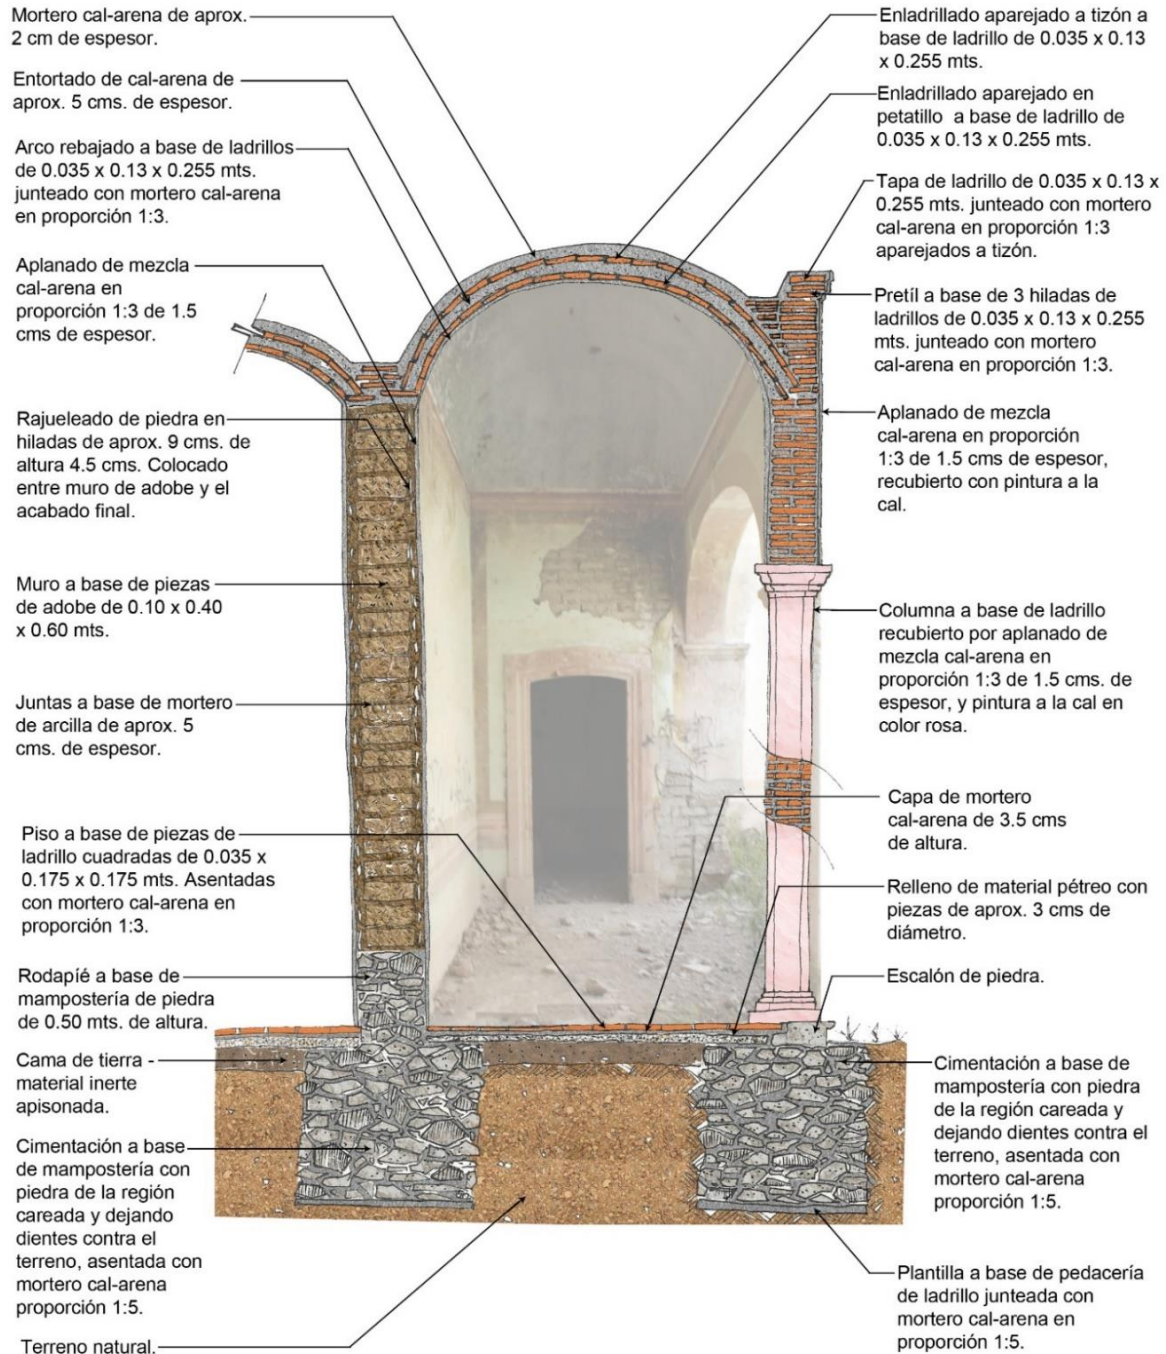 Mortero cal-arena de aprox.
2 cm de espesor.
Entortado de cal-arena de
aprox. 5 cms. de espesor.
Arco rebajado a base de ladrillos
de 0.035 x 0.13 x 0.255 mts.
junteado con mortero cal-arena
en proporción 1:3.
Aplanado de mezcla
cal-arena en
proporción 1:3 de 1.5
cms de espesor.
Rajueleado de piedra en
hiladas de aprox. 9 cms. de
altura 4.5 cms. Colocado
entre muro de adobe y el
acabado final.
Muro a base de piezas
de adobe de 0.10 x 0.40
x 0.60 mts.
Juntas a base de mortero
de arcilla de aprox. 5
cms. de espesor.
Piso a base de piezas de
ladrillo cuadradas de 0.035 x
0.175 x 0.175 mts. Asentadas
con mortero cal-arena en
proporción 1:3.
Rodapíé a base de
mampostería de piedra
de 0.50 mts. de altura.
Cama de tierra -
material inerte
apisonada.
Cimentación a base
de mampostería con
piedra de la región
careada y dejando
dientes contra el
terreno, asentada con
mortero cal-arena
proporción 1:5.
Terreno natural.
Enladrillado aparejado a tizón a
base de ladrillo de 0.035 x 0.13
x 0.255 mts.
Enladrillado aparejado en
petatillo a base de ladrillo de
0.035 x 0.13 x 0.255 mts.
Tapa de ladrillo de 0.035 x 0.13 x
0.255 mts. junteado con mortero
cal-arena en proporción 1:3
aparejados a tizón.
Pretíl a base de 3 hiladas de
ladrillos de 0.035 x 0.13 x 0.255
mts. junteado con mortero
cal-arena en proporción 1:3.
Aplanado de mezcla
cal-arena en proporción
1:3 de 1.5 cms de espesor,
recubierto con pintura a la
cal.
Columna a base de ladrillo
recubierto por aplanado de
mezcla cal-arena en
proporción 1:3 de 1.5 cms. de
espesor, y pintura a la cal en
color rosa.
Capa de mortero
cal-arena de 3.5 cms
de altura.
Relleno de material pétreo con
piezas de aprox. 3 cms de
diámetro.
Escalón de piedra.
Cimentación a base de
mampostería con piedra
de la región careada y
dejando dientes contra el
terreno, asentada con
mortero cal-arena
proporción 1:5.
Plantilla a base de pedacería
de ladrillo junteada con
mortero cal-arena en
proporción 1:5.